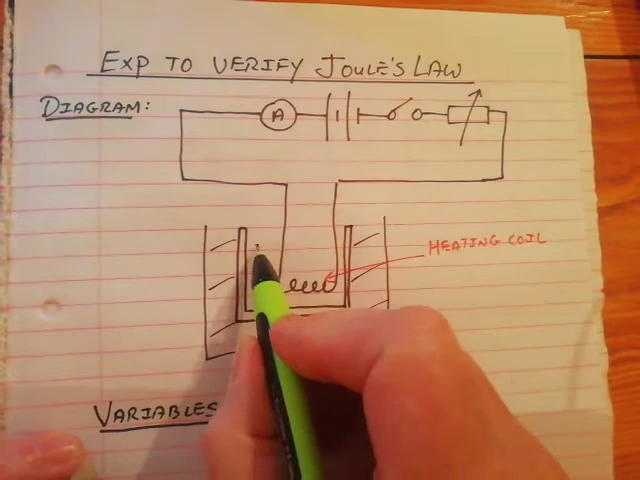 EXP TO VERIFY JOULE'S LAW
DIAGRAM:
A
HEATING COIL
VARIABLES